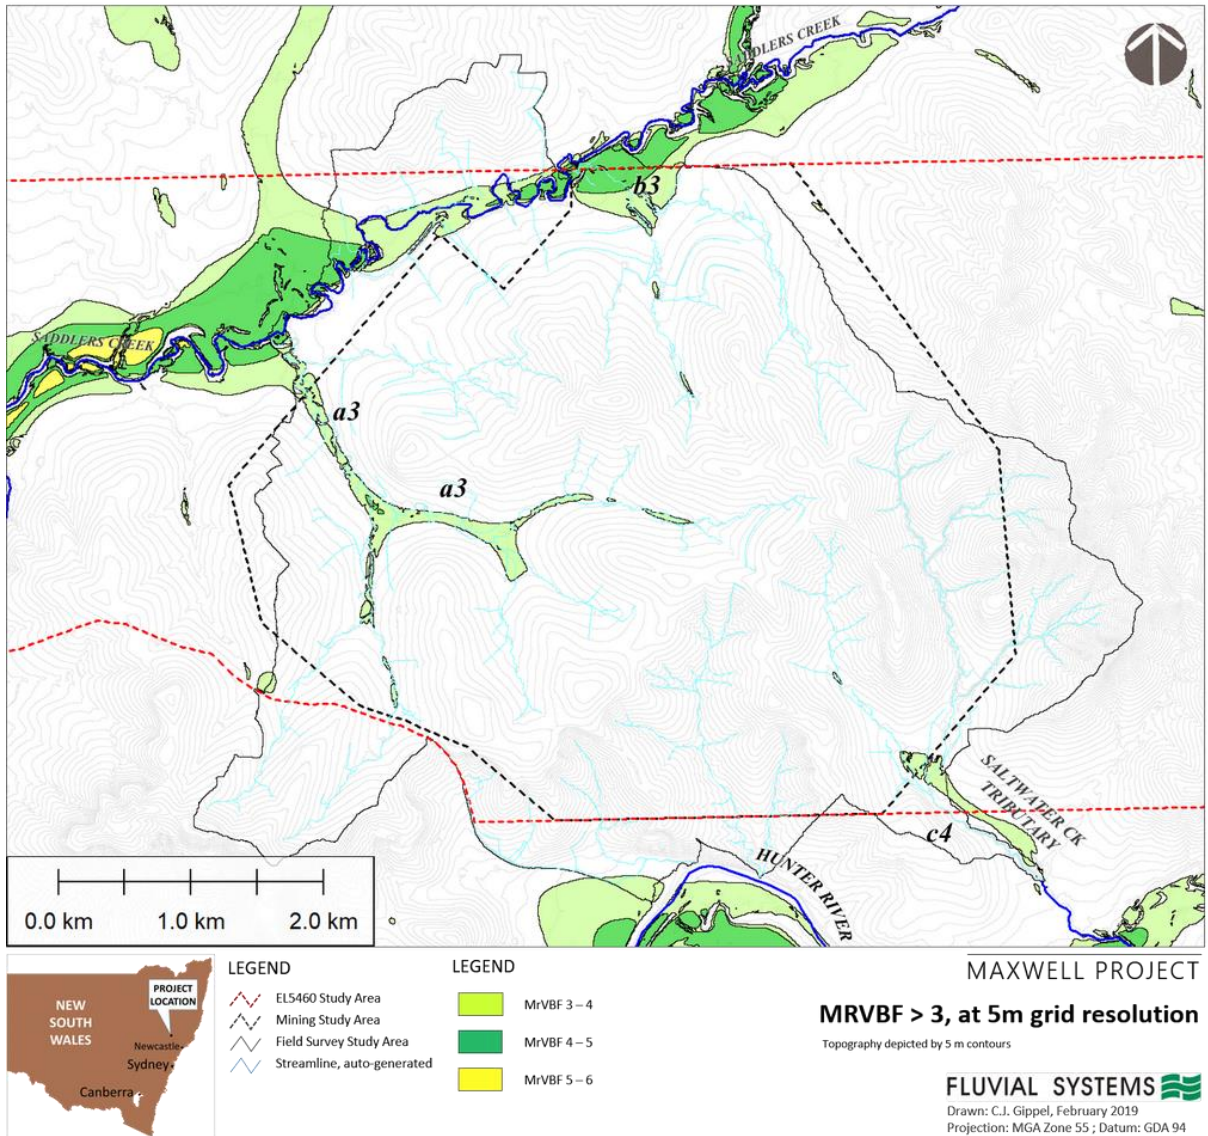 DDLERS CREEK
b3
SADDLERS CREEK
a3
a3
SALTWATER CK
TRIBUTARY
c4
HUNTER RIVER
0.0 km 1.0 km 2.0 km
NEW
SOUTH
WALES
PROJECT
LOCATION
Newcastle
Sydney
Canberra
LEGEND
EL5460 Study Area
Mining Study Area
Field Survey Study Area
Streamline, auto-generated
LEGEND
MrVBF 3 – 4
MrVBF 4 – 5
MrVBF 5 – 6
MAXWELL PROJECT
MRVBF > 3, at 5m grid resolution
Topography depicted by 5 m contours
FLUVIAL SYSTEMS
Drawn: C.J. Gippel, February 2019
Projection: MGA Zone 55 ; Datum: GDA 94